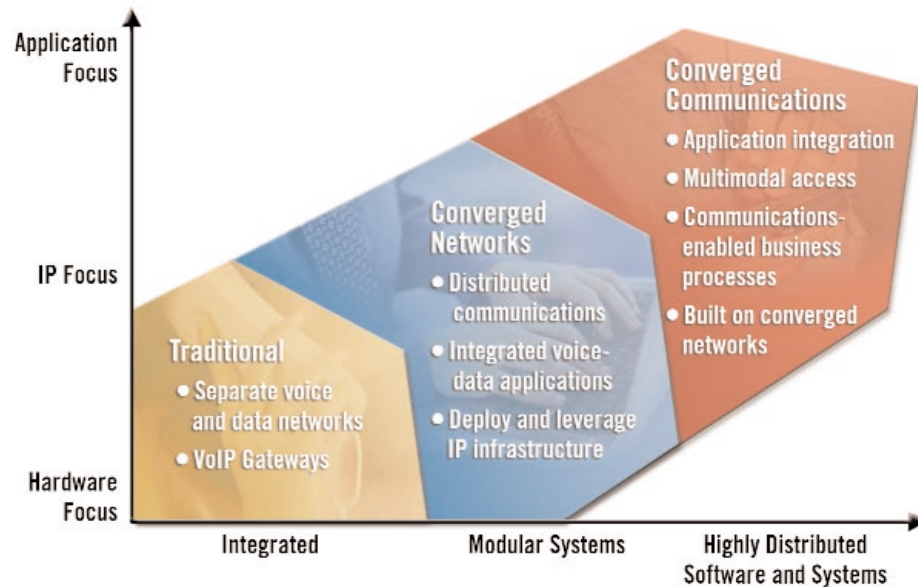 Application
Focus
IP Focus
Hardware
Focus
Traditional
• Separate voice
and data networks
• VoIP Gateways
Converged
Networks
• Distributed
communications
• Integrated voice-
data applications
• Deploy and leverage
IP infrastructure
Converged
Communications
• Application integration
• Multimodal access
• Communications-
enabled business
processes
• Built on converged
networks
Integrated
Modular Systems
Highly Distributed
Software and Systems